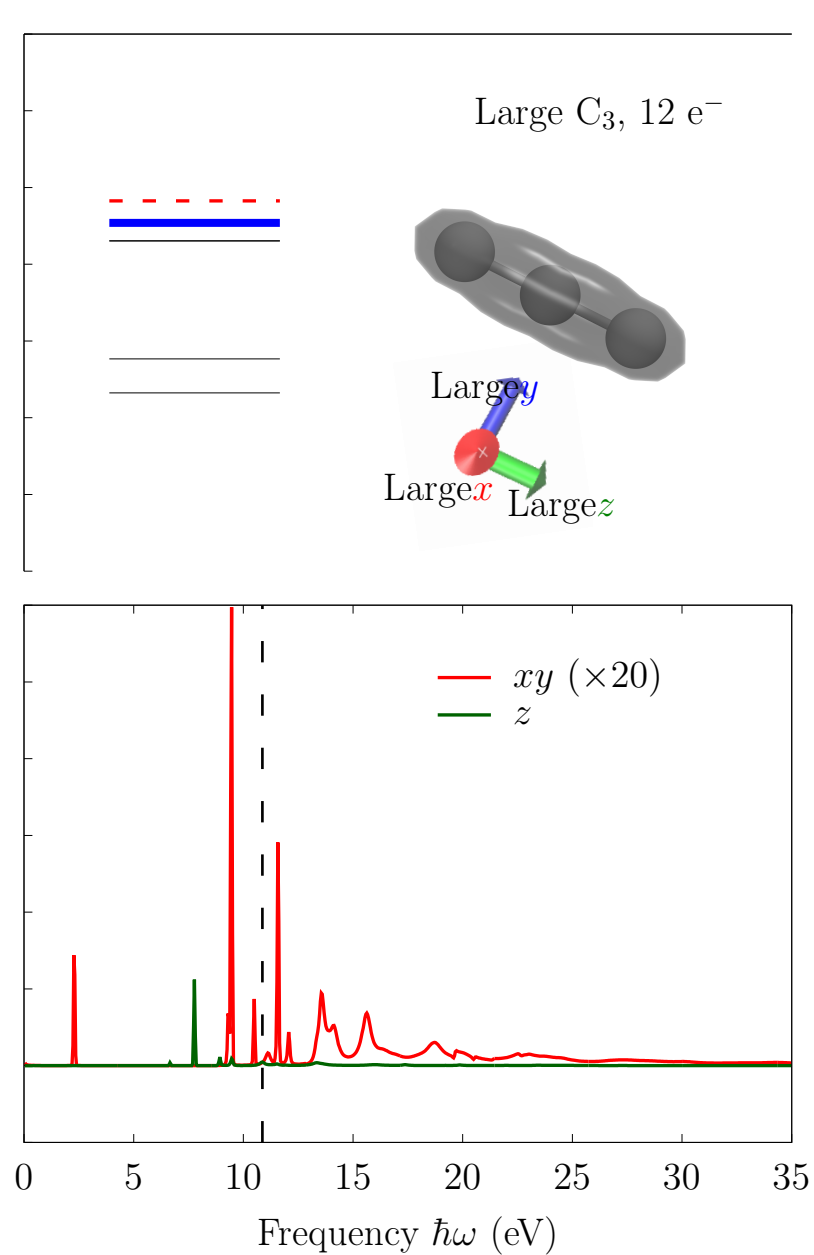 Large C₃, 12 e⁻
Largey
Largex
Largez
xy (×20)
z
0 5 10 15 20 25 30 35
Frequency ℏω (eV)